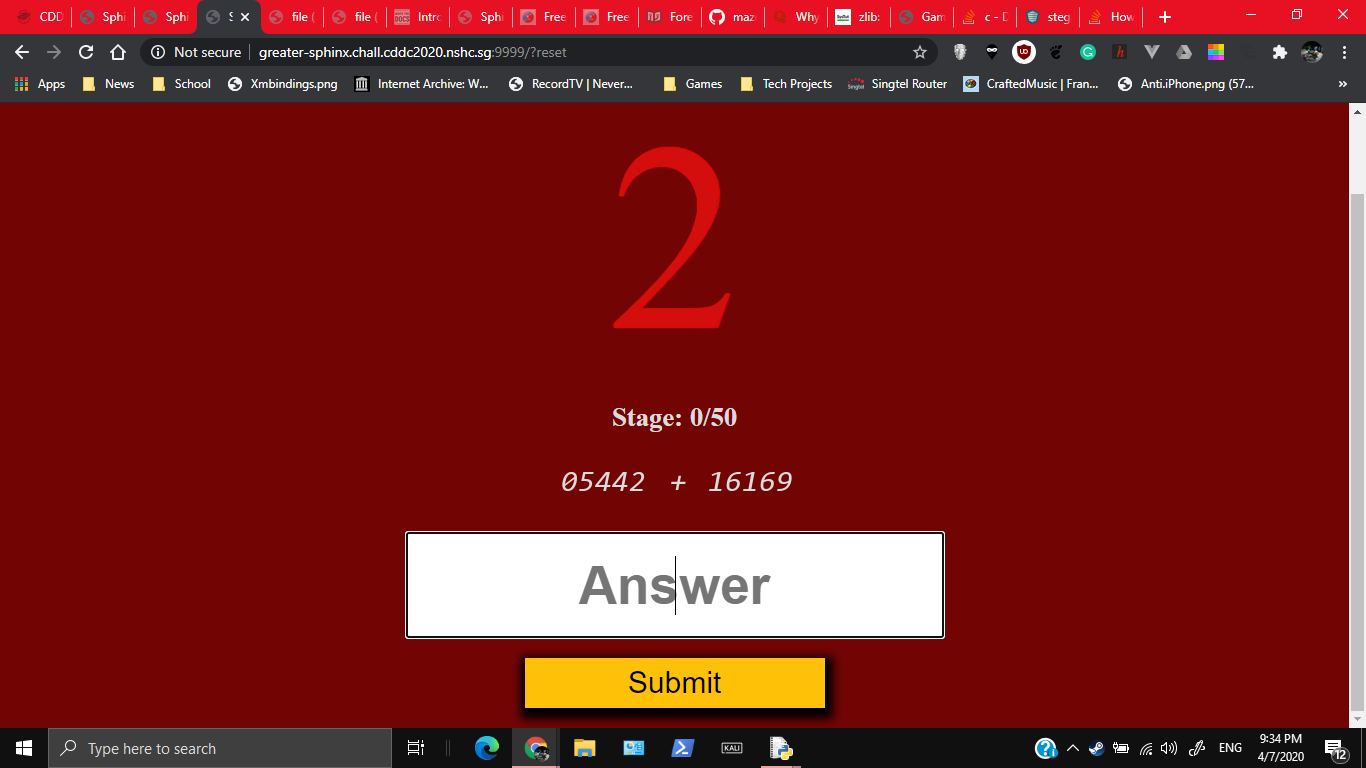 CDD Sphi Sphi S file ( file ( Intro Sphi Free Free Fore maz Why zlib: Gam c - D steg How
Not secure greater-sphinx.chall.cddc2020.nshc.sg:9999/?reset
Apps News School Xmbindings.png Internet Archive: W... RecordTV | Never... Games Tech Projects Singtel Router CraftedMusic | Fran... Anti.iPhone.png (57... »
2
Stage: 0/50
05442 + 16169
Answer
Submit
Type here to search KALI ENG 9:34 PM
4/7/2020 12